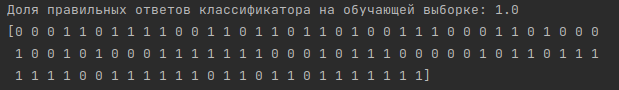 Доля правильных ответов классификатора на обучающей выборке: 1.0
[0 0 0 1 1 0 1 1 1 1 0 0 1 1 0 1 1 0 1 1 0 1 0 0 1 1 1 0 0 0 1 1 0 1 0 0 0
 1 0 0 1 0 1 0 0 0 1 1 1 1 1 1 1 0 0 0 1 0 1 1 1 0 0 0 0 0 1 0 1 1 0 1 1 1
 1 1 1 1 0 0 1 1 1 1 1 1 0 1 1 0 1 1 0 1 1 1 1 1 1 1]